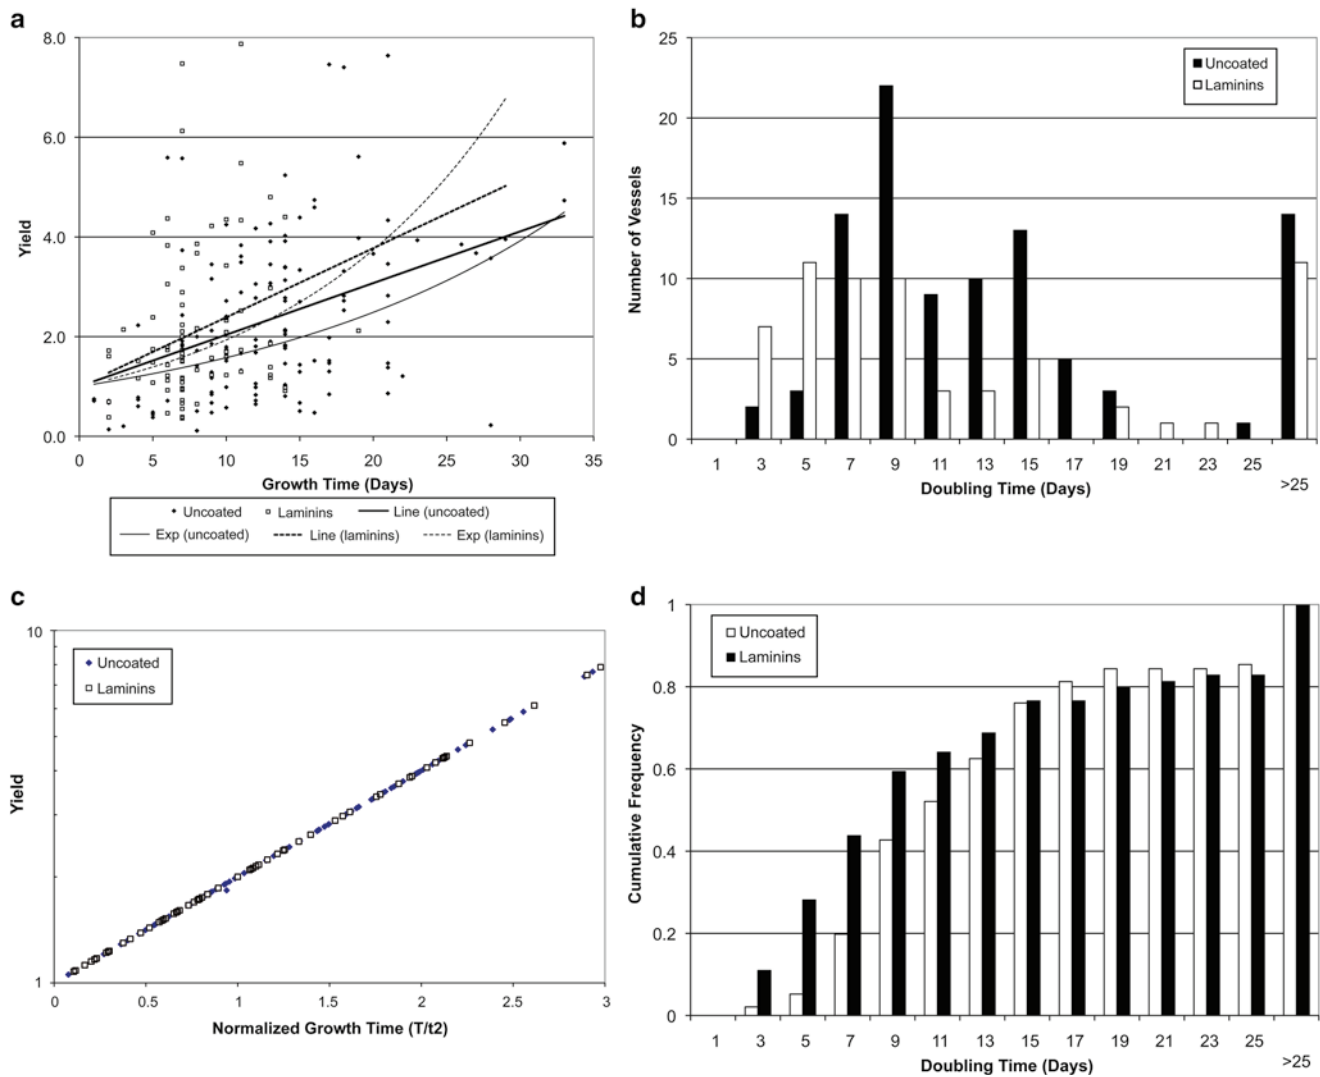 a
8.0
6.0
4.0
2.0
0.0
Yield
0 5 10 15 20 25 30 35
Growth Time (Days)
Uncoated Laminins Line (uncoated)
Exp (uncoated) Line (laminins) Exp (laminins)
b
25
20
15
10
5
0
Number of Vessels
Uncoated
Laminins
1 3 5 7 9 11 13 15 17 19 21 23 25 >25
Doubling Time (Days)
c
10
1
Yield
Uncoated
Laminins
0 0.5 1 1.5 2 2.5 3
Normalized Growth Time (T/t2)
d
1
0.8
0.6
0.4
0.2
0
Cumulative Frequency
Uncoated
Laminins
1 3 5 7 9 11 13 15 17 19 21 23 25 >25
Doubling Time (Days)